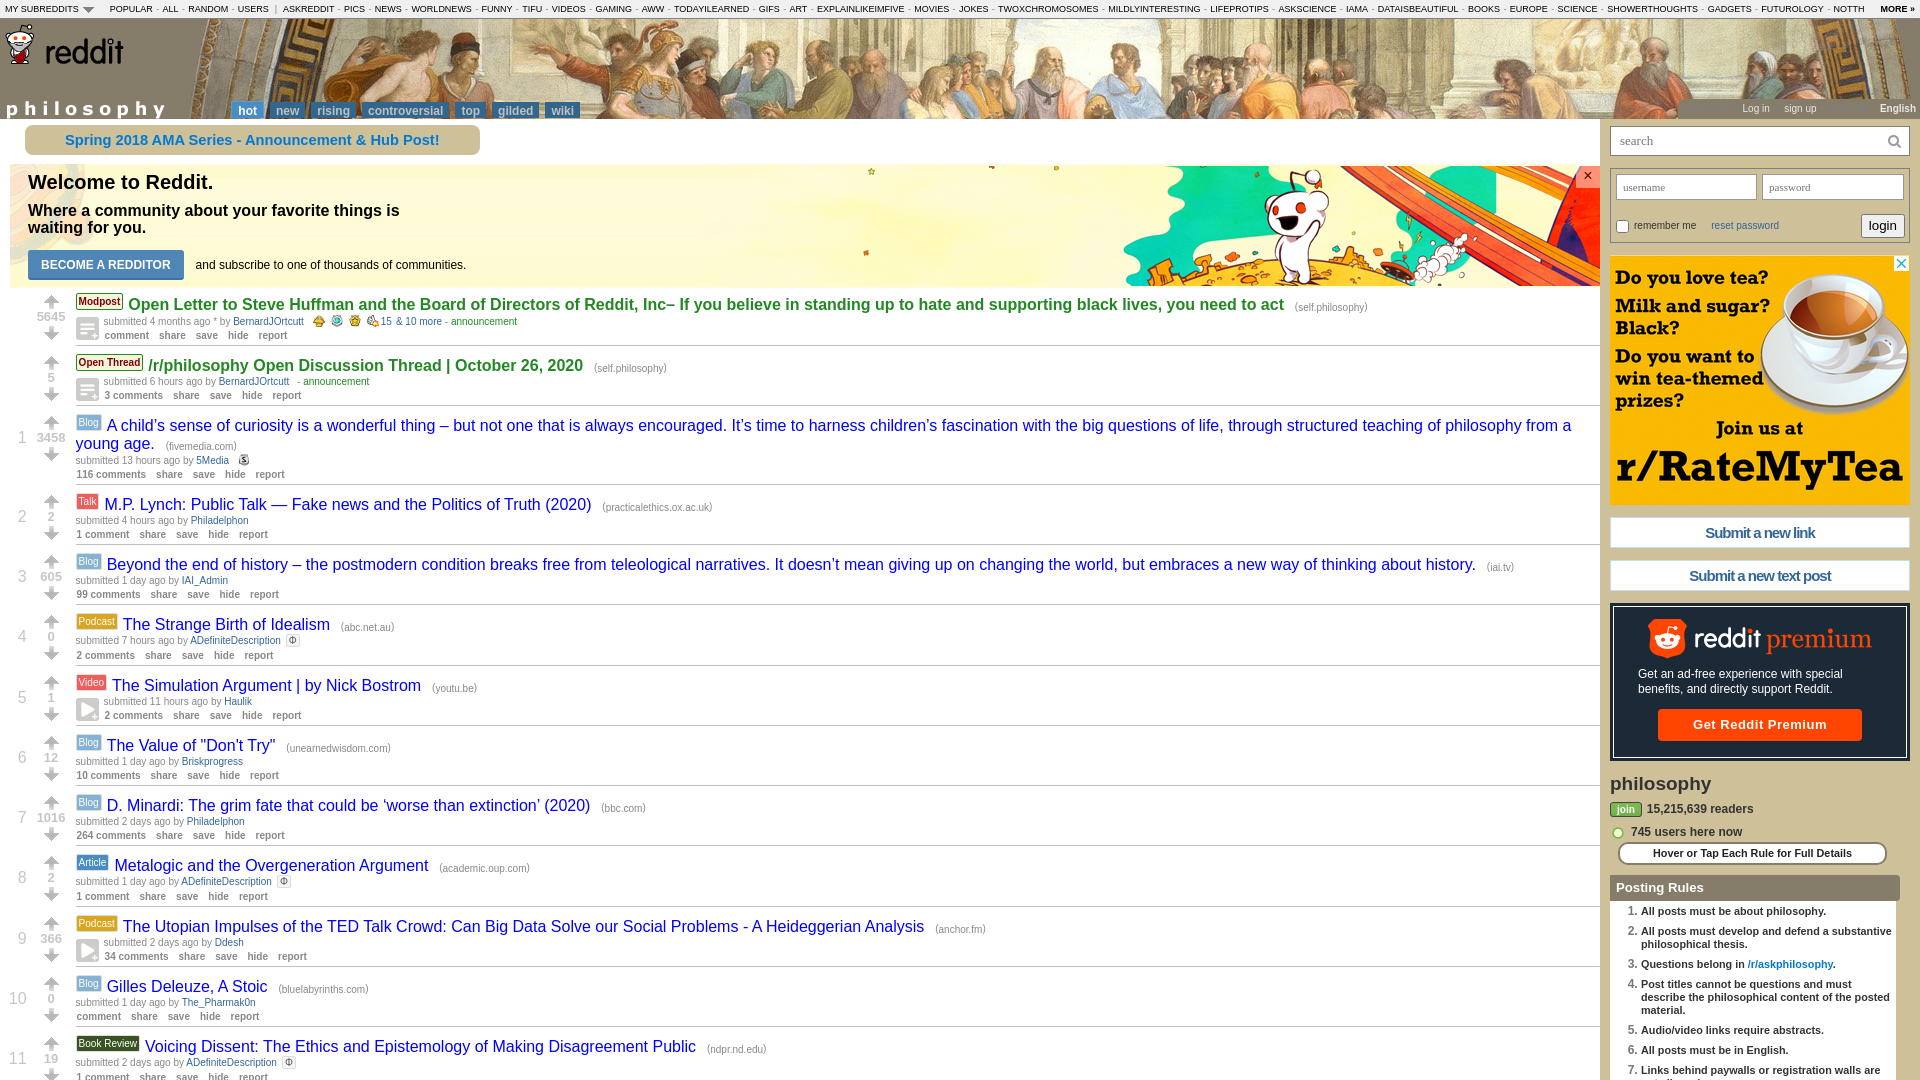 MY SUBREDDITS POPULAR - ALL - RANDOM - USERS | ASKREDDIT - PICS - NEWS - WORLDNEWS - FUNNY - TIFU - VIDEOS - GAMING - AWW - TODAYILEARNED - GIFS - ART - EXPLAINLIKEIMFIVE - MOVIES - JOKES - TWOXCHROMOSOMES - MILDLYINTERESTING - LIFEPROTIPS - ASKSCIENCE - IAMA - DATAISBEAUTIFUL - BOOKS - EUROPE - SCIENCE - SHOWERTHOUGHTS - GADGETS - FUTUROLOGY - NOTTH MORE »
reddit
philosophy hot new rising controversial top gilded wiki
Log in sign up English
Spring 2018 AMA Series - Announcement & Hub Post!
Welcome to Reddit.
Where a community about your favorite things is
waiting for you.
BECOME A REDDITOR and subscribe to one of thousands of communities.
×
5645
Modpost Open Letter to Steve Huffman and the Board of Directors of Reddit, Inc– If you believe in standing up to hate and supporting black lives, you need to act (self.philosophy)
submitted 4 months ago * by BernardJOrtcutt 15 & 10 more - announcement
comment share save hide report
5
Open Thread /r/philosophy Open Discussion Thread | October 26, 2020 (self.philosophy)
submitted 6 hours ago by BernardJOrtcutt - announcement
3 comments share save hide report
1 3458
Blog A child’s sense of curiosity is a wonderful thing – but not one that is always encouraged. It’s time to harness children’s fascination with the big questions of life, through structured teaching of philosophy from a
young age. (fivemedia.com)
submitted 13 hours ago by 5Media S
116 comments share save hide report
2 2
Talk M.P. Lynch: Public Talk — Fake news and the Politics of Truth (2020) (practicalethics.ox.ac.uk)
submitted 4 hours ago by Philadelphon
1 comment share save hide report
3 605
Blog Beyond the end of history – the postmodern condition breaks free from teleological narratives. It doesn’t mean giving up on changing the world, but embraces a new way of thinking about history. (iai.tv)
submitted 1 day ago by IAI_Admin
99 comments share save hide report
4 0
Podcast The Strange Birth of Idealism (abc.net.au)
submitted 7 hours ago by ADefiniteDescription Φ
2 comments share save hide report
5 1
Video The Simulation Argument | by Nick Bostrom (youtu.be)
submitted 11 hours ago by Haulik
2 comments share save hide report
6 12
Blog The Value of "Don't Try" (unearnedwisdom.com)
submitted 1 day ago by Briskprogress
10 comments share save hide report
7 1016
Blog D. Minardi: The grim fate that could be ‘worse than extinction’ (2020) (bbc.com)
submitted 2 days ago by Philadelphon
264 comments share save hide report
8 2
Article Metalogic and the Overgeneration Argument (academic.oup.com)
submitted 1 day ago by ADefiniteDescription Φ
1 comment share save hide report
9 366
Podcast The Utopian Impulses of the TED Talk Crowd: Can Big Data Solve our Social Problems - A Heideggerian Analysis (anchor.fm)
submitted 2 days ago by Ddesh
34 comments share save hide report
10 0
Blog Gilles Deleuze, A Stoic (bluelabyrinths.com)
submitted 1 day ago by The_Pharmak0n
comment share save hide report
11 19
Book Review Voicing Dissent: The Ethics and Epistemology of Making Disagreement Public (ndpr.nd.edu)
submitted 2 days ago by ADefiniteDescription Φ
1 comment share save hide report
search
username password
remember me reset password login
Do you love tea?
Milk and sugar?
Black?
Do you want to
win tea-themed
prizes?
Join us at
r/RateMyTea
Submit a new link
Submit a new text post
reddit premium
Get an ad-free experience with special
benefits, and directly support Reddit.
Get Reddit Premium
philosophy
join 15,215,639 readers
745 users here now
Hover or Tap Each Rule for Full Details
Posting Rules
1. All posts must be about philosophy.
2. All posts must develop and defend a substantive
philosophical thesis.
3. Questions belong in /r/askphilosophy.
4. Post titles cannot be questions and must
describe the philosophical content of the posted
material.
5. Audio/video links require abstracts.
6. All posts must be in English.
7. Links behind paywalls or registration walls are